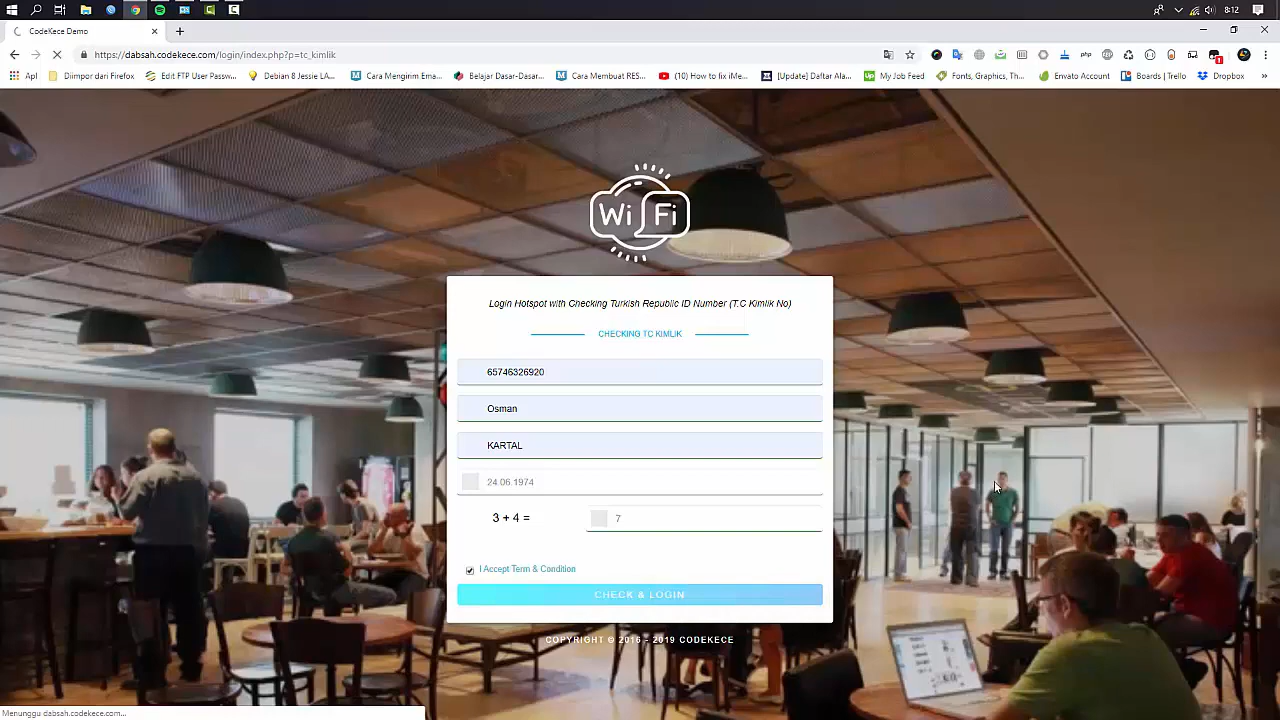 8:12
CodeKece Demo
https://dabsah.codekece.com/login/index.php?p=tc_kimlik
Apl
Diimpor dari Firefox
Edit FTP User Passw...
Debian 8 Jessie LA...
Cara Mengirim Ema...
Belajar Dasar-Dasar...
Cara Membuat RES...
(10) How to fix iMe...
[Update] Daftar Ala...
My Job Feed
Fonts, Graphics, Th...
Envato Account
Boards | Trello
Dropbox
»
Wi Fi
Login Hotspot with Checking Turkish Republic ID Number (T.C Kimlik No)
CHECKING TC KIMLIK
65746326920
Osman
KARTAL
24.06.1974
3 + 4 =
7
I Accept Term & Condition
CHECK & LOGIN
COPYRIGHT © 2016 - 2019 CODEKECE
Menunggu dabsah.codekece.com...